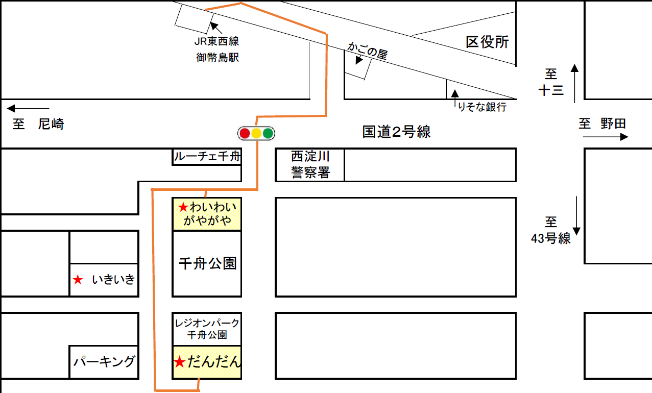 JR東西線
御幣島駅
かごの屋
区役所
至
十三
りそな銀行
至 尼崎
国道2号線
至 野田
ルーチェ千舟
西淀川
警察署
★わいわい
がやがや
至
43号線
千舟公園
★ いきいき
レジオンパーク
千舟公園
パーキング
★だんだん